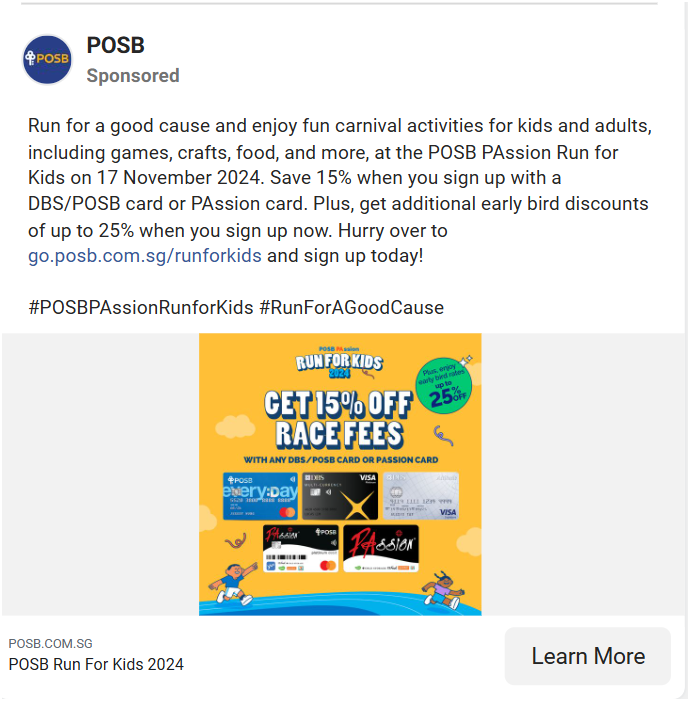 POSB
POSB
Sponsored
Run for a good cause and enjoy fun carnival activities for kids and adults,
including games, crafts, food, and more, at the POSB PAssion Run for
Kids on 17 November 2024. Save 15% when you sign up with a
DBS/POSB card or PAssion card. Plus, get additional early bird discounts
of up to 25% when you sign up now. Hurry over to
go.posb.com.sg/runforkids and sign up today!
#POSBPAssionRunforKids #RunForAGoodCause
POSB PAssion
RUN FOR KIDS
2024
Plus, enjoy
early bird rates
up to
25% OFF
GET 15% OFF
RACE FEES
WITH ANY DBS/POSB CARD OR PASSION CARD
POSB
everyday
DBS
VISA
MULTI-CURRENCY
DBS
VISA
PAssion
POSB
PAssion
POSB.COM.SG
POSB Run For Kids 2024
Learn More